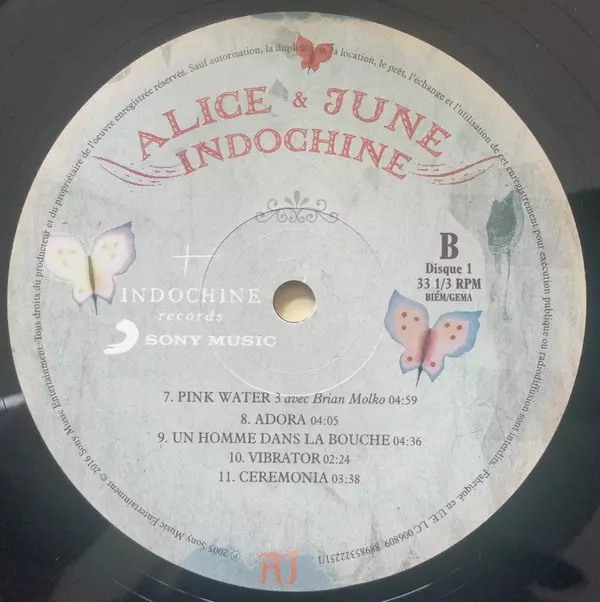 ALICE & JUNE
INDOCHINE
B
Disque 1
33 1/3 RPM
BIEM/GEMA
INDOCHINE
records
SONY MUSIC
7. PINK WATER 3 avec Brian Molko 04:59
8. ADORA 04:05
9. UN HOMME DANS LA BOUCHE 04:36
10. VIBRATOR 02:24
11. CEREMONIA 03:38
AJ
℗ 2005 Sony Music Entertainment © 2016 Sony Music Entertainment. Tous droits du producteur et du propriétaire de l'oeuvre enregistrée réservés. Sauf autorisation, la duplication, la location, le prêt, l'échange et l'utilisation de cet enregistrement pour exécution publique ou radiodiffusion sont interdits. Fabriqué en U.E. LC 006809. 88985322251/1